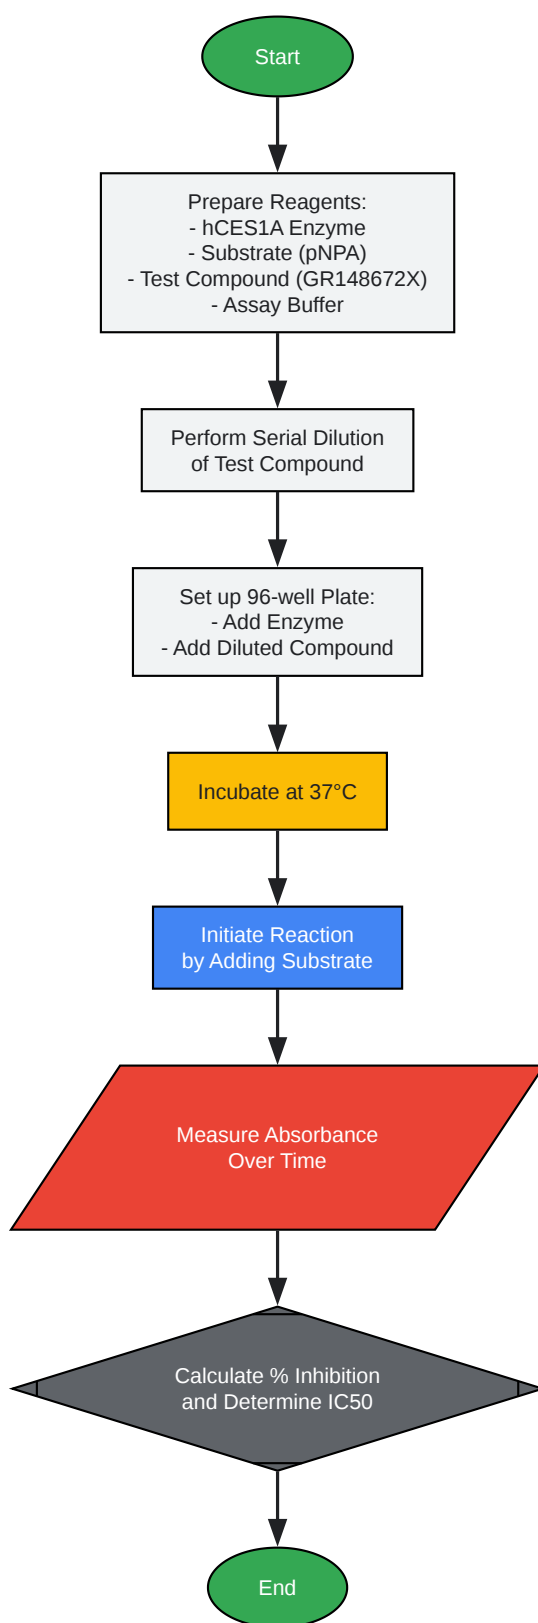 Start
Prepare Reagents:
- hCES1A Enzyme
- Substrate (pNPA)
- Test Compound (GR148672X)
- Assay Buffer
Perform Serial Dilution
of Test Compound
Set up 96-well Plate:
- Add Enzyme
- Add Diluted Compound
Incubate at 37°C
Initiate Reaction
by Adding Substrate
Measure Absorbance
Over Time
Calculate % Inhibition
and Determine IC50
End